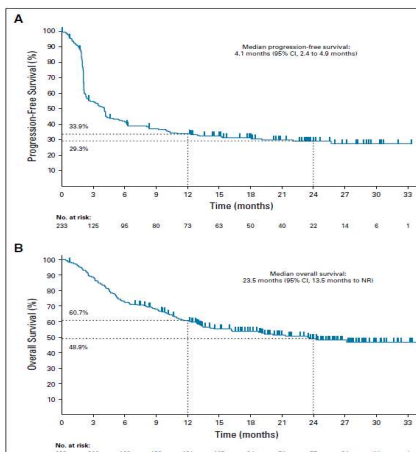 A
Progression-Free Survival (%)
100
90
80
70
60
50
40
30
20
10
Median progression-free survival:
4.1 months (95% CI, 2.4 to 4.9 months)
33.9%
29.3%
0 3 6 9 12 15 18 21 24 27 30 33
Time (months)
No. at risk:
233 125 95 80 73 63 50 40 22 14 6 1
B
Overall Survival (%)
100
90
80
70
60
50
40
30
20
10
Median overall survival:
23.5 months (95% CI, 13.5 months to NR)
60.7%
48.9%
0 3 6 9 12 15 18 21 24 27 30 33
Time (months)
No. at risk: